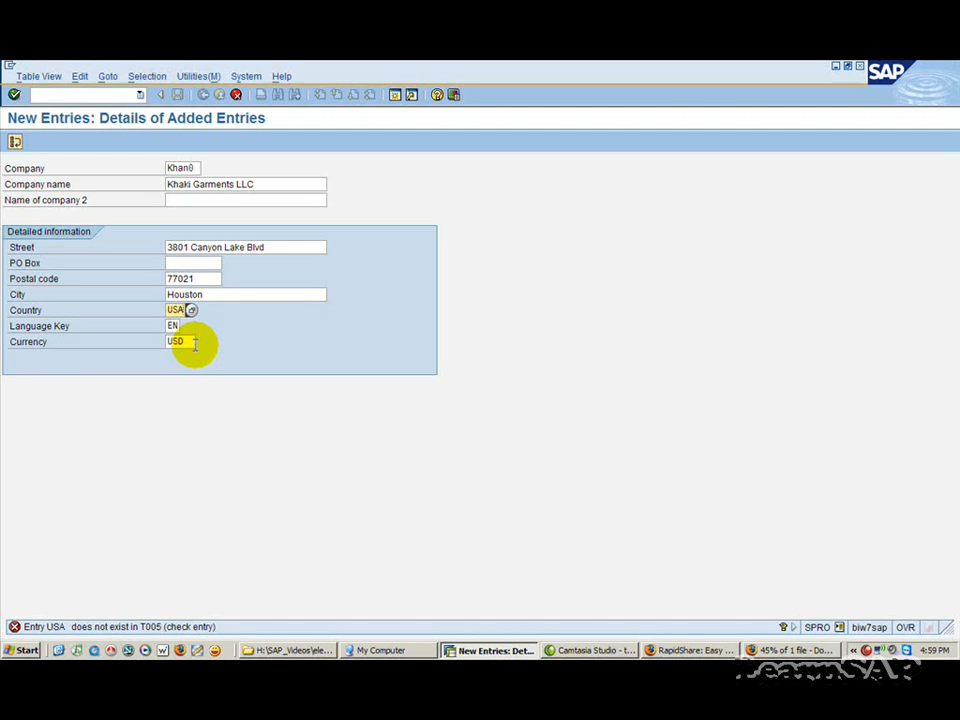 Table View Edit Goto Selection Utilities(M) System Help
SAP
New Entries: Details of Added Entries
Company Khan0
Company name Khaki Garments LLC
Name of company 2
Detailed information
Street 3801 Canyon Lake Blvd
PO Box
Postal code 77021
City Houston
Country USA
Language Key EN
Currency USD
Entry USA does not exist in T005 (check entry) SPRO biw7sap OVR
Start H:\SAP_Videos\ele... My Computer New Entries: Det... Camtasia Studio - t... RapidShare: Easy ... 45% of 1 file - Do... « 4:59 PM
LearnSAP